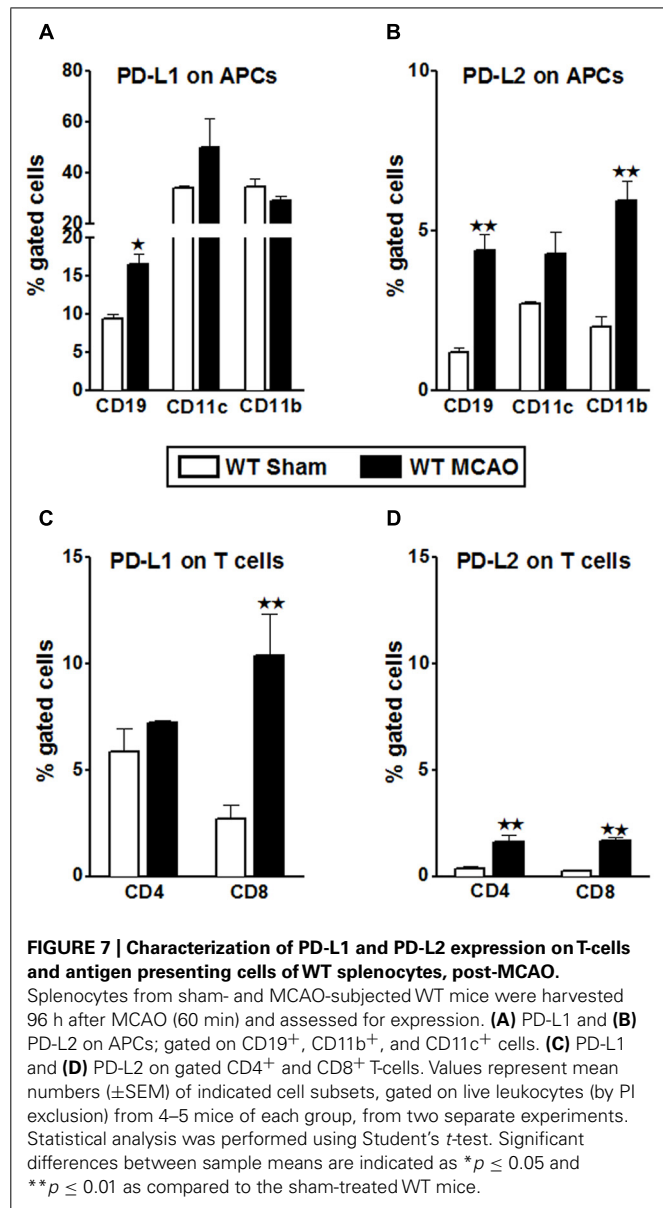 A
PD-L1 on APCs
% gated cells
80
60
40
20
20
15
10
5
0
★
CD19 CD11c CD11b
B
PD-L2 on APCs
% gated cells
10
5
0
★★
★★
CD19 CD11c CD11b
WT Sham WT MCAO
C
PD-L1 on T cells
% gated cells
15
10
5
0
★★
CD4 CD8
D
PD-L2 on T cells
% gated cells
15
10
5
0
★★ ★★
CD4 CD8
FIGURE 7 | Characterization of PD-L1 and PD-L2 expression on T-cells
and antigen presenting cells of WT splenocytes, post-MCAO.
Splenocytes from sham- and MCAO-subjected WT mice were harvested
96 h after MCAO (60 min) and assessed for expression. (A) PD-L1 and (B)
PD-L2 on APCs; gated on CD19+, CD11b+, and CD11c+ cells. (C) PD-L1
and (D) PD-L2 on gated CD4+ and CD8+ T-cells. Values represent mean
numbers (±SEM) of indicated cell subsets, gated on live leukocytes (by PI
exclusion) from 4–5 mice of each group, from two separate experiments.
Statistical analysis was performed using Student's t-test. Significant
differences between sample means are indicated as *p ≤ 0.05 and
**p ≤ 0.01 as compared to the sham-treated WT mice.